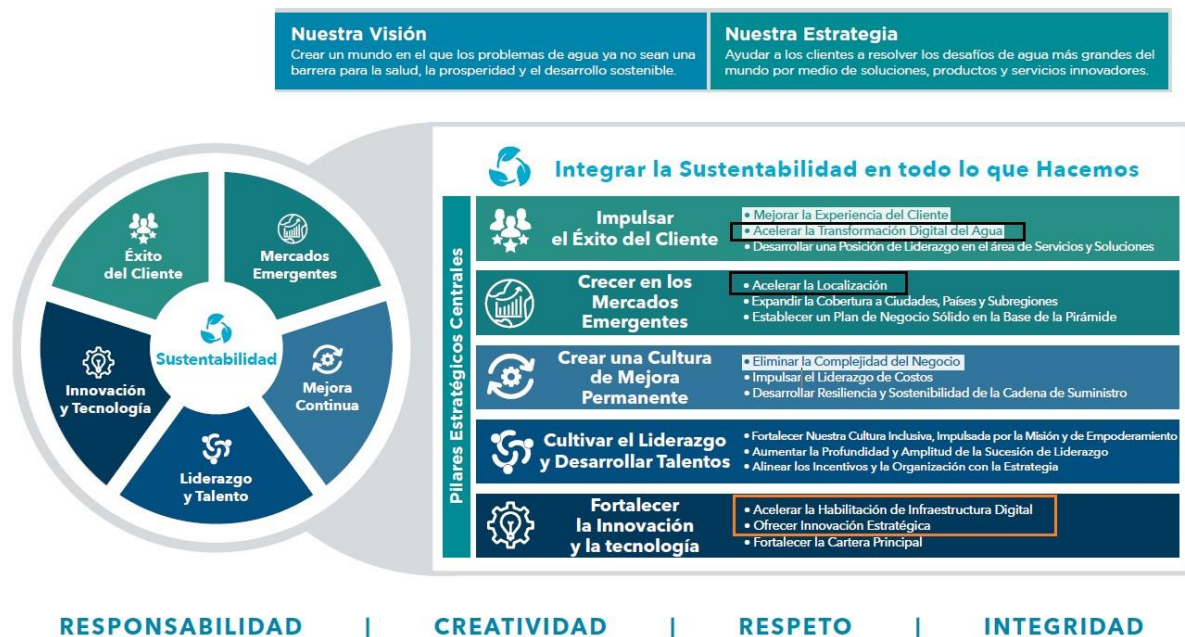 Nuestra Visión
Crear un mundo en el que los problemas de agua ya no sean una
barrera para la salud, la prosperidad y el desarrollo sostenible.
Nuestra Estrategia
Ayudar a los clientes a resolver los desafíos de agua más grandes del
mundo por medio de soluciones, productos y servicios innovadores.
Éxito
del Cliente
Mercados
Emergentes
Sustentabilidad
Innovación
y Tecnología
Mejora
Continua
Liderazgo
y Talento
Integrar la Sustentabilidad en todo lo que Hacemos
Pilares Estratégicos Centrales
Impulsar
el Éxito del Cliente
• Mejorar la Experiencia del Cliente
• Acelerar la Transformación Digital del Agua
• Desarrollar una Posición de Liderazgo en el área de Servicios y Soluciones
Crecer en los
Mercados
Emergentes
• Acelerar la Localización
• Expandir la Cobertura a Ciudades, Países y Subregiones
• Establecer un Plan de Negocio Sólido en la Base de la Pirámide
Crear una Cultura
de Mejora
Permanente
• Eliminar la Complejidad del Negocio
• Impulsar el Liderazgo de Costos
• Desarrollar Resiliencia y Sostenibilidad de la Cadena de Suministro
Cultivar el Liderazgo
y Desarrollar Talentos
• Fortalecer Nuestra Cultura Inclusiva, Impulsada por la Misión y de Empoderamiento
• Aumentar la Profundidad y Amplitud de la Sucesión de Liderazgo
• Alinear los Incentivos y la Organización con la Estrategia
Fortalecer
la Innovación
y la tecnología
• Acelerar la Habilitación de Infraestructura Digital
• Ofrecer Innovación Estratégica
• Fortalecer la Cartera Principal
RESPONSABILIDAD | CREATIVIDAD | RESPETO | INTEGRIDAD